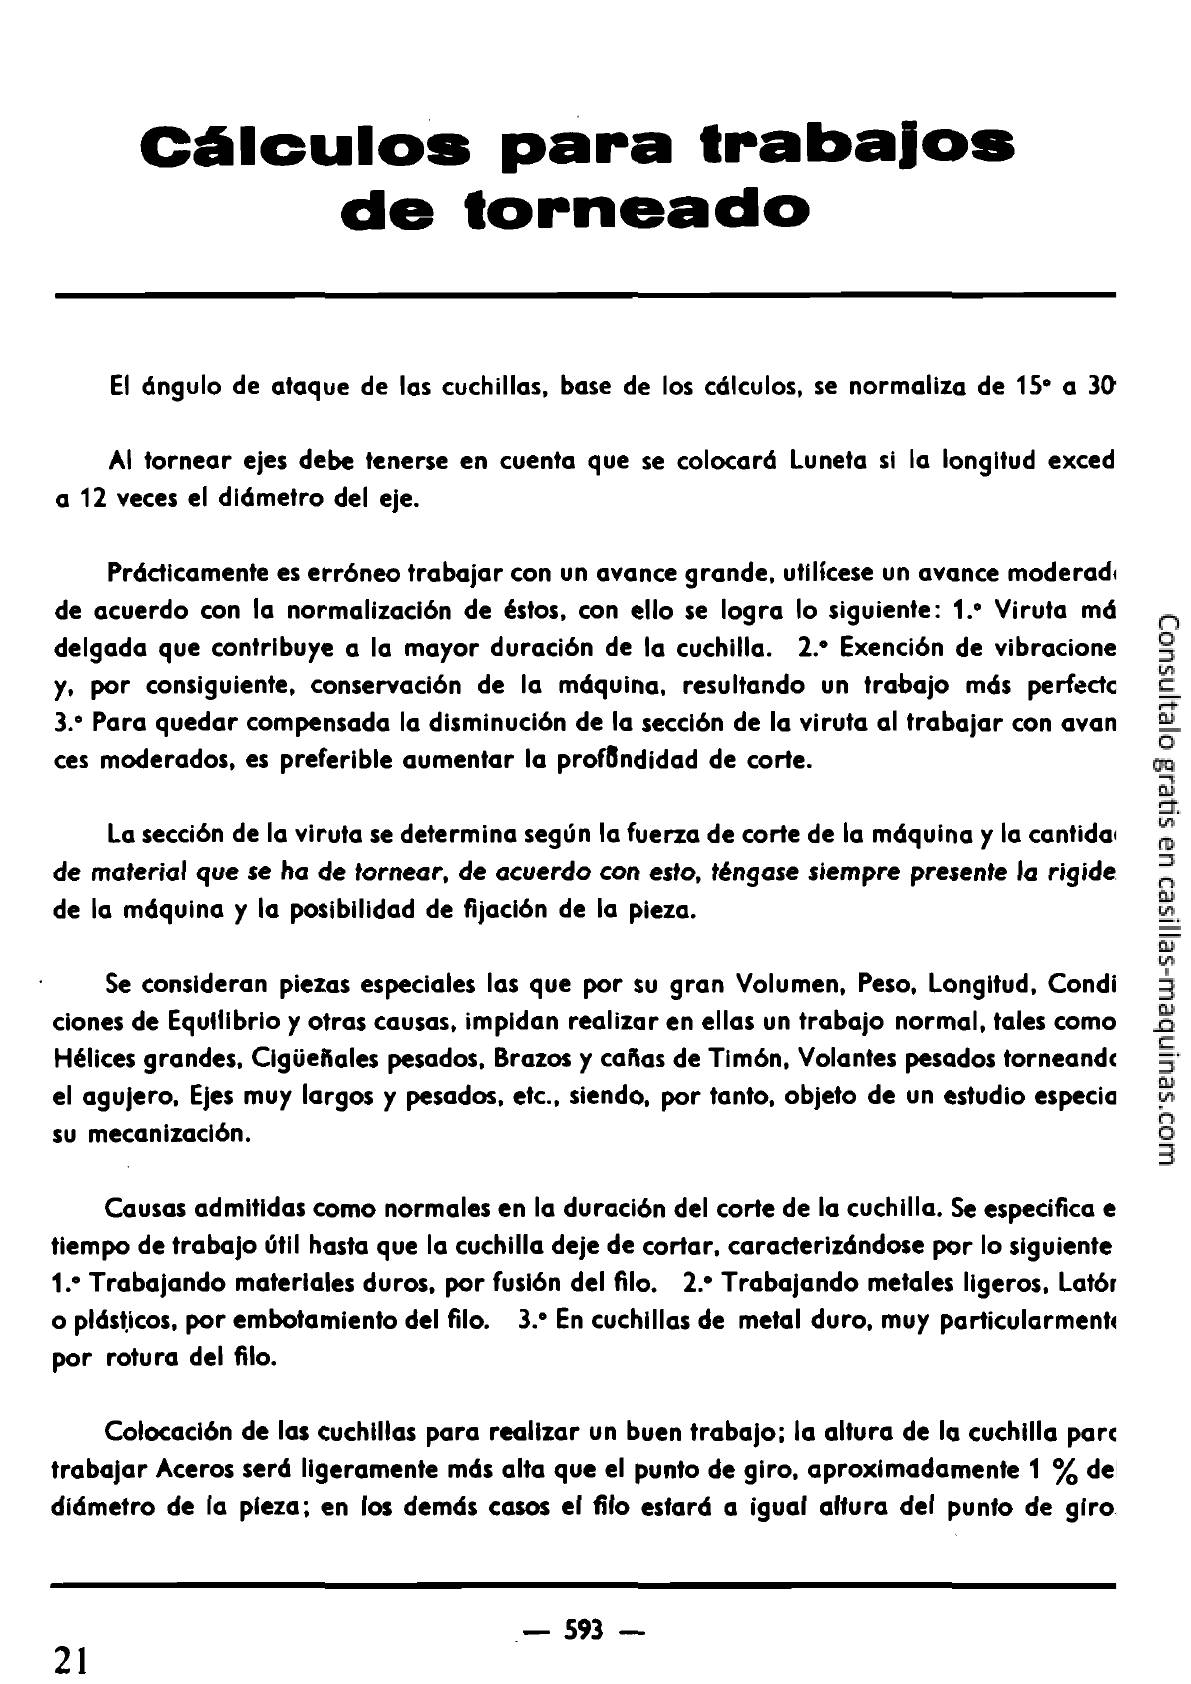 Cálculos para trabajos
de torneado
El ángulo de ataque de las cuchillas, base de los cálculos, se normaliza de 15° a 30
Al tornear ejes debe tenerse en cuenta que se colocará Luneta si la longitud exced
a 12 veces el diámetro del eje.
Prácticamente es erróneo trabajar con un avance grande, utilícese un avance moderad
de acuerdo con la normalización de éstos, con ello se logra lo siguiente: 1.° Viruta má
delgada que contribuye a la mayor duración de la cuchilla. 2.° Exención de vibracione
y, por consiguiente, conservación de la máquina, resultando un trabajo más perfecto
3.° Para quedar compensada la disminución de la sección de la viruta al trabajar con avan
ces moderados, es preferible aumentar la profundidad de corte.
La sección de la viruta se determina según la fuerza de corte de la máquina y la cantida
de material que se ha de tornear, de acuerdo con esto, téngase siempre presente la rigide
de la máquina y la posibilidad de fijación de la pieza.
Se consideran piezas especiales las que por su gran Volumen, Peso, Longitud, Condi
ciones de Equilibrio y otras causas, impidan realizar en ellas un trabajo normal, tales como
Hélices grandes, Cigüeñales pesados, Brazos y cañas de Timón, Volantes pesados torneando
el agujero, Ejes muy largos y pesados, etc., siendo, por tanto, objeto de un estudio especia
su mecanización.
Causas admitidas como normales en la duración del corte de la cuchilla. Se especifica e
tiempo de trabajo útil hasta que la cuchilla deje de cortar, caracterizándose por lo siguiente
1.° Trabajando materiales duros, por fusión del filo. 2.° Trabajando metales ligeros, Latón
o plásticos, por embotamiento del filo. 3.° En cuchillas de metal duro, muy particularmente
por rotura del filo.
Colocación de las cuchillas para realizar un buen trabajo; la altura de la cuchilla para
trabajar Aceros será ligeramente más alta que el punto de giro, aproximadamente 1 % de
diámetro de la pieza; en los demás casos el filo estará a igual altura del punto de giro
— 593 —
21
Consultalo gratis en casillas-maquinas.com